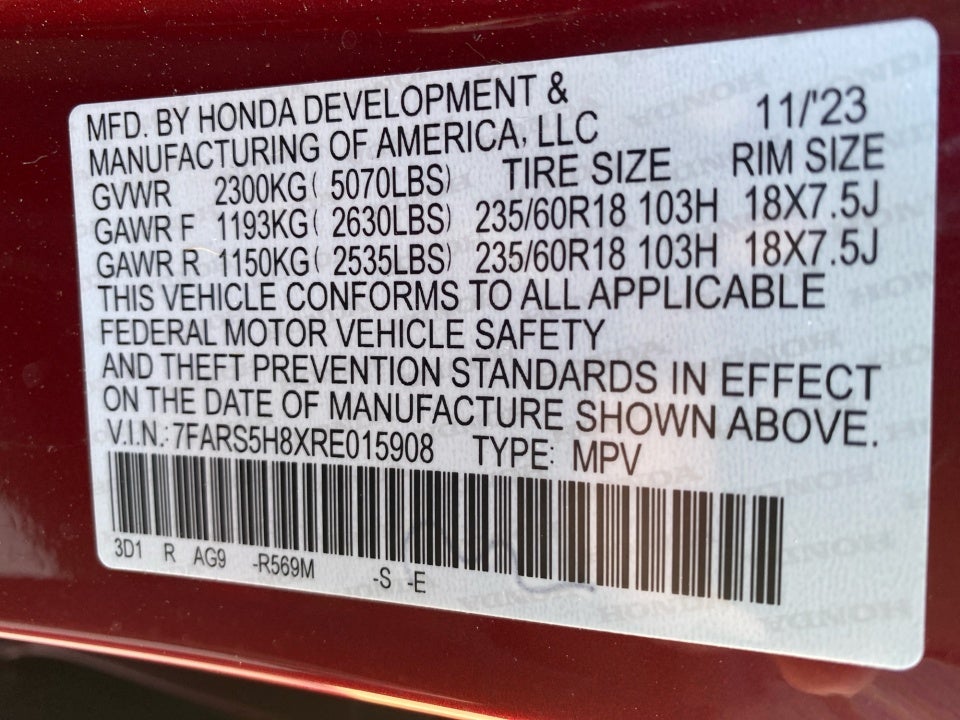 MFD. BY HONDA DEVELOPMENT &
MANUFACTURING OF AMERICA, LLC 11/'23
GVWR 2300KG( 5070LBS) TIRE SIZE RIM SIZE
GAWR F 1193KG( 2630LBS) 235/60R18 103H 18X7.5J
GAWR R 1150KG( 2535LBS) 235/60R18 103H 18X7.5J
THIS VEHICLE CONFORMS TO ALL APPLICABLE
FEDERAL MOTOR VEHICLE SAFETY
AND THEFT PREVENTION STANDARDS IN EFFECT
ON THE DATE OF MANUFACTURE SHOWN ABOVE.
V.I.N.: 7FARS5H8XRE015908 TYPE: MPV
3D1 R AG9 -R569M -S -E